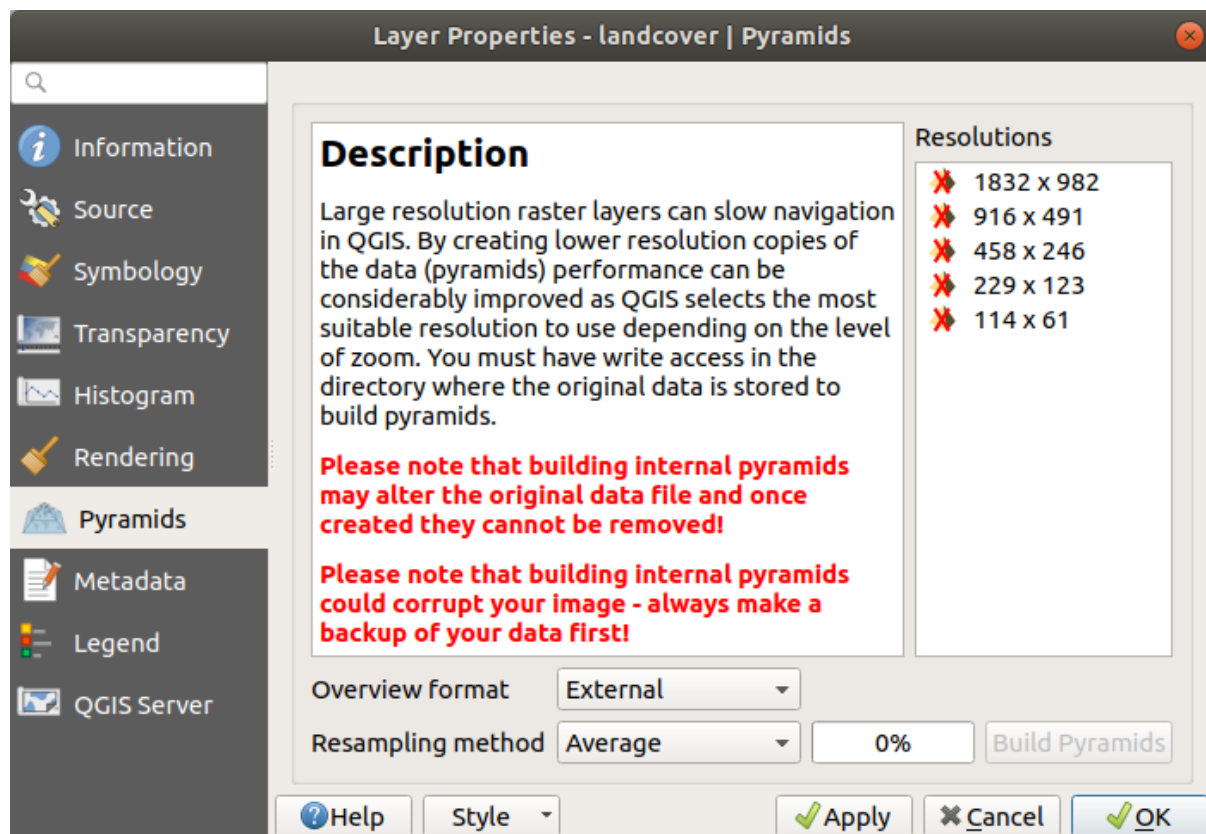 Layer Properties - landcover | Pyramids
Information
Source
Symbology
Transparency
Histogram
Rendering
Pyramids
Metadata
Legend
QGIS Server
Description
Large resolution raster layers can slow navigation
in QGIS. By creating lower resolution copies of
the data (pyramids) performance can be
considerably improved as QGIS selects the most
suitable resolution to use depending on the level
of zoom. You must have write access in the
directory where the original data is stored to
build pyramids.
Please note that building internal pyramids
may alter the original data file and once
created they cannot be removed!
Please note that building internal pyramids
could corrupt your image - always make a
backup of your data first!
Resolutions
1832 x 982
916 x 491
458 x 246
229 x 123
114 x 61
Overview format External
Resampling method Average 0% Build Pyramids
Help Style Apply Cancel OK